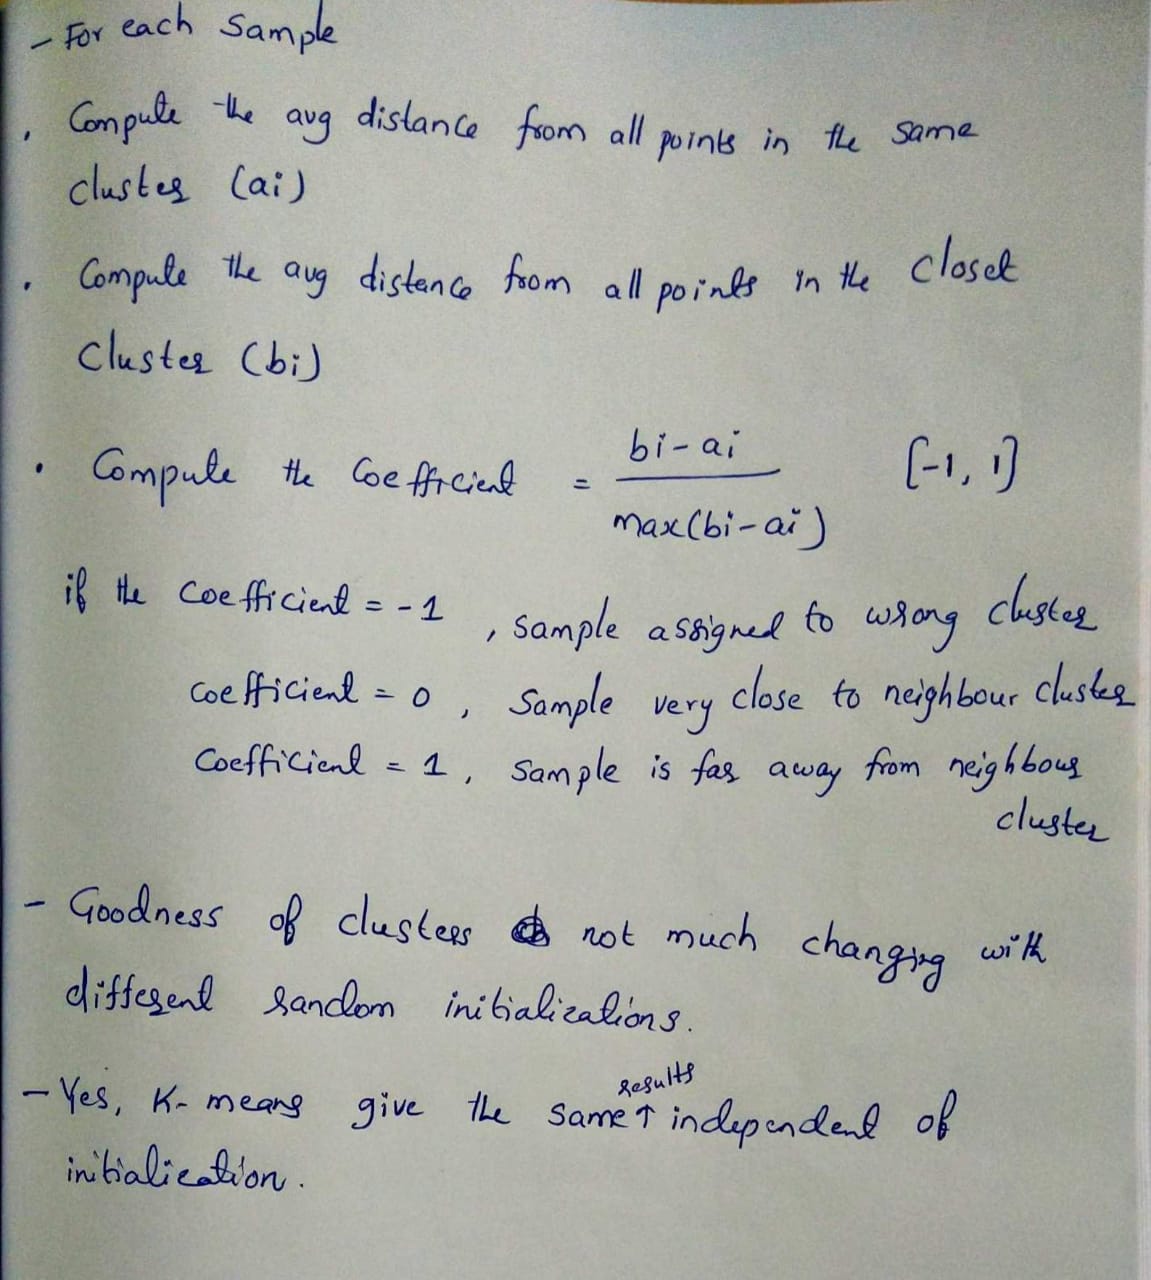 - For each Sample
. Compute the avg distance from all points in the same
cluster (ai)
. Compute the avg distance from all points in the closet
Cluster (bi)
. Compute the Coefficient = bi-ai / max(bi-ai) [-1, 1]
if the Coefficient = -1 , Sample assigned to wrong cluster
Coefficient = 0 , Sample very close to neighbour cluster
Coefficient = 1 , Sample is far away from neighbour
cluster
- Goodness of clusters not much changing with
different random initializations.
- Yes, K-means give the same ↑ results independent of
initialization.